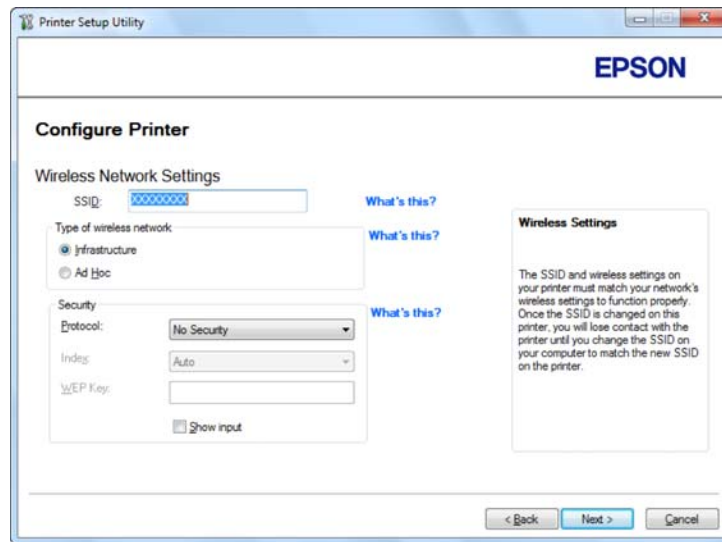 Printer Setup Utility
EPSON
Configure Printer
Wireless Network Settings
SSID: XXXXXXXX What's this?
Type of wireless network What's this?
Infrastructure
Ad Hoc
Security What's this?
Protocol: No Security
Index: Auto
WEP Key:
Show input
Wireless Settings
The SSID and wireless settings on
your printer must match your network's
wireless settings to function properly.
Once the SSID is changed on this
printer, you will lose contact with the
printer until you change the SSID on
your computer to match the new SSID
on the printer.
< Back Next > Cancel